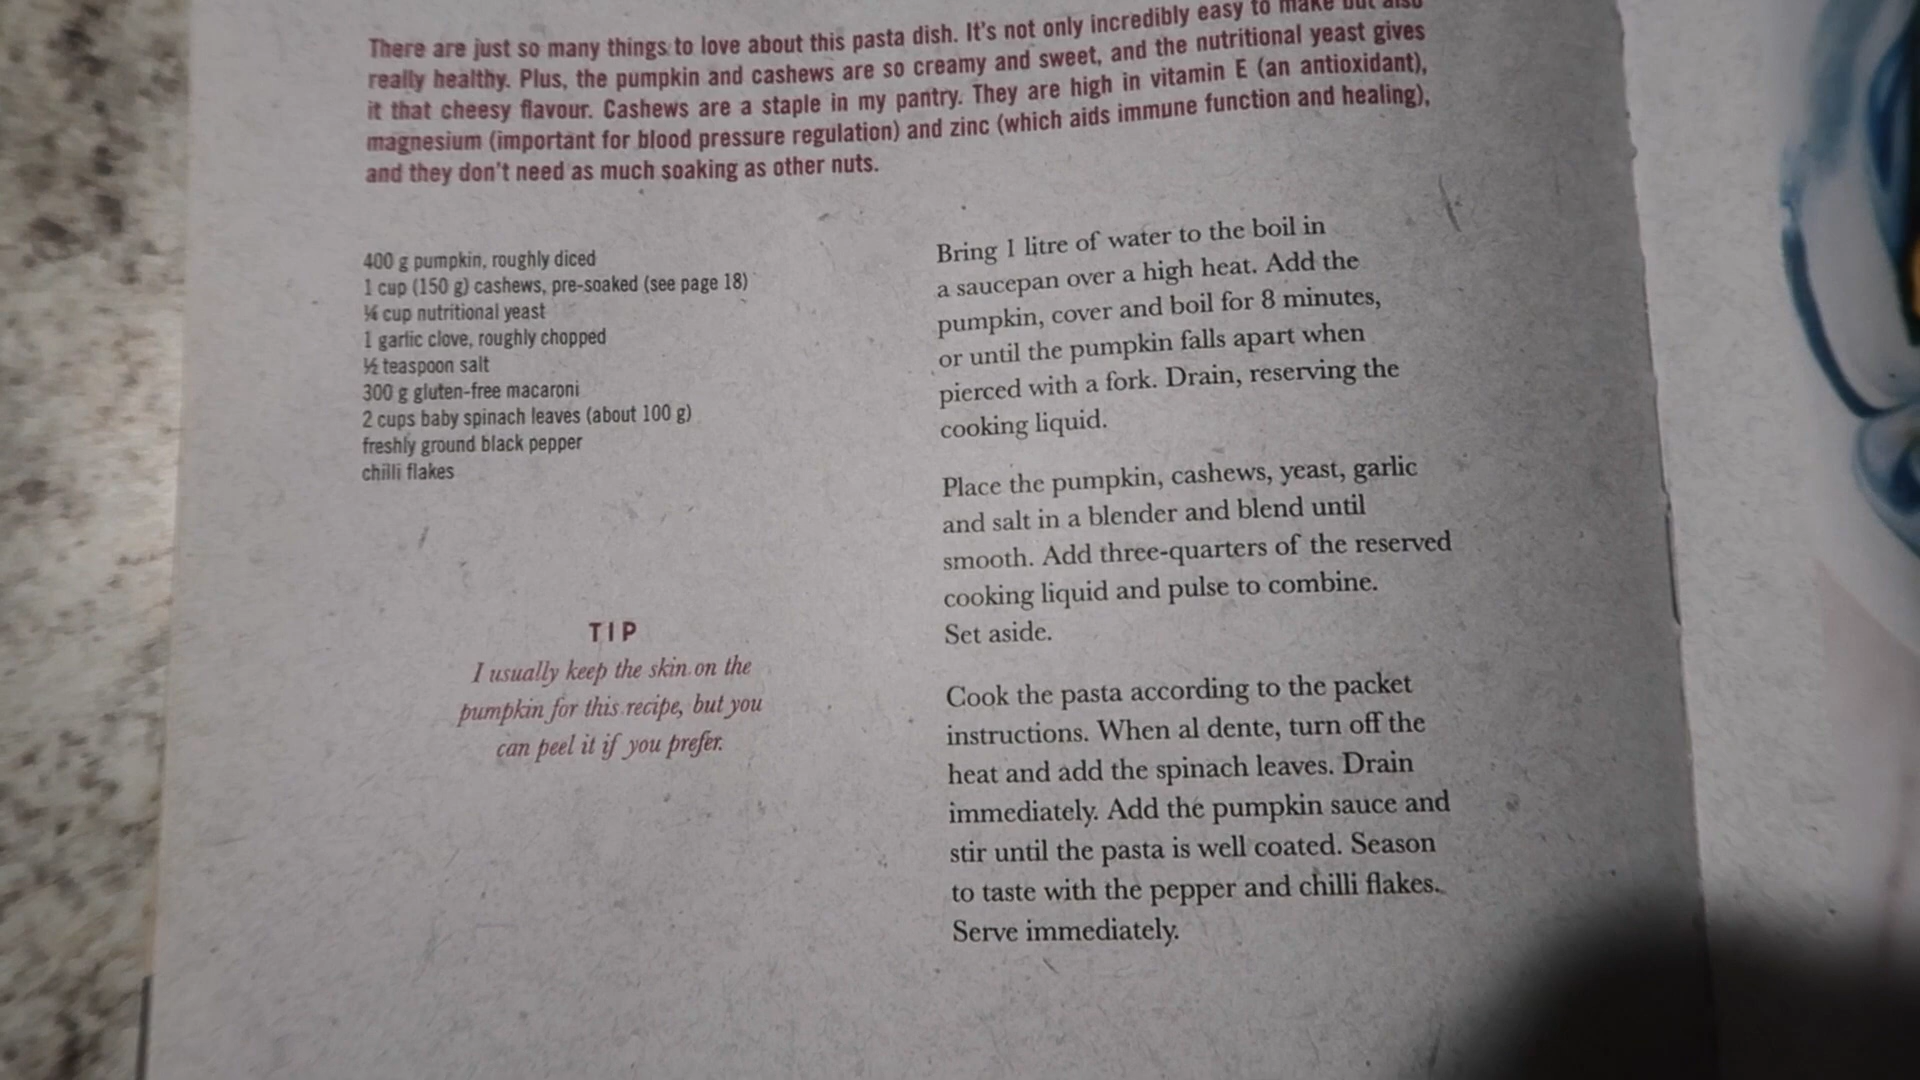 There are just so many things to love about this pasta dish. It's not only incredibly easy to make but also
really healthy. Plus, the pumpkin and cashews are so creamy and sweet, and the nutritional yeast gives
it that cheesy flavour. Cashews are a staple in my pantry. They are high in vitamin E (an antioxidant),
magnesium (important for blood pressure regulation) and zinc (which aids immune function and healing),
and they don't need as much soaking as other nuts.
400 g pumpkin, roughly diced
1 cup (150 g) cashews, pre-soaked (see page 18)
cup nutritional yeast
1 garlic clove, roughly chopped
½ teaspoon salt
300 g gluten-free macaroni
2 cups baby spinach leaves (about 100 g)
freshly ground black pepper
chilli flakes
TIP
I usually keep the skin on the
pumpkin for this recipe, but you
can peel it if you prefer.
Bring 1 litre of water to the boil in
a saucepan over a high heat. Add the
pumpkin, cover and boil for 8 minutes,
or until the pumpkin falls apart when
pierced with a fork. Drain, reserving the
cooking liquid.
Place the pumpkin, cashews, yeast, garlic
and salt in a blender and blend until
smooth. Add three-quarters of the reserved
cooking liquid and pulse to combine.
Set aside.
Cook the pasta according to the packet
instructions. When al dente, turn off the
heat and add the spinach leaves. Drain
immediately. Add the pumpkin sauce and
stir until the pasta is well coated. Season
to taste with the pepper and chilli flakes.
Serve immediately.